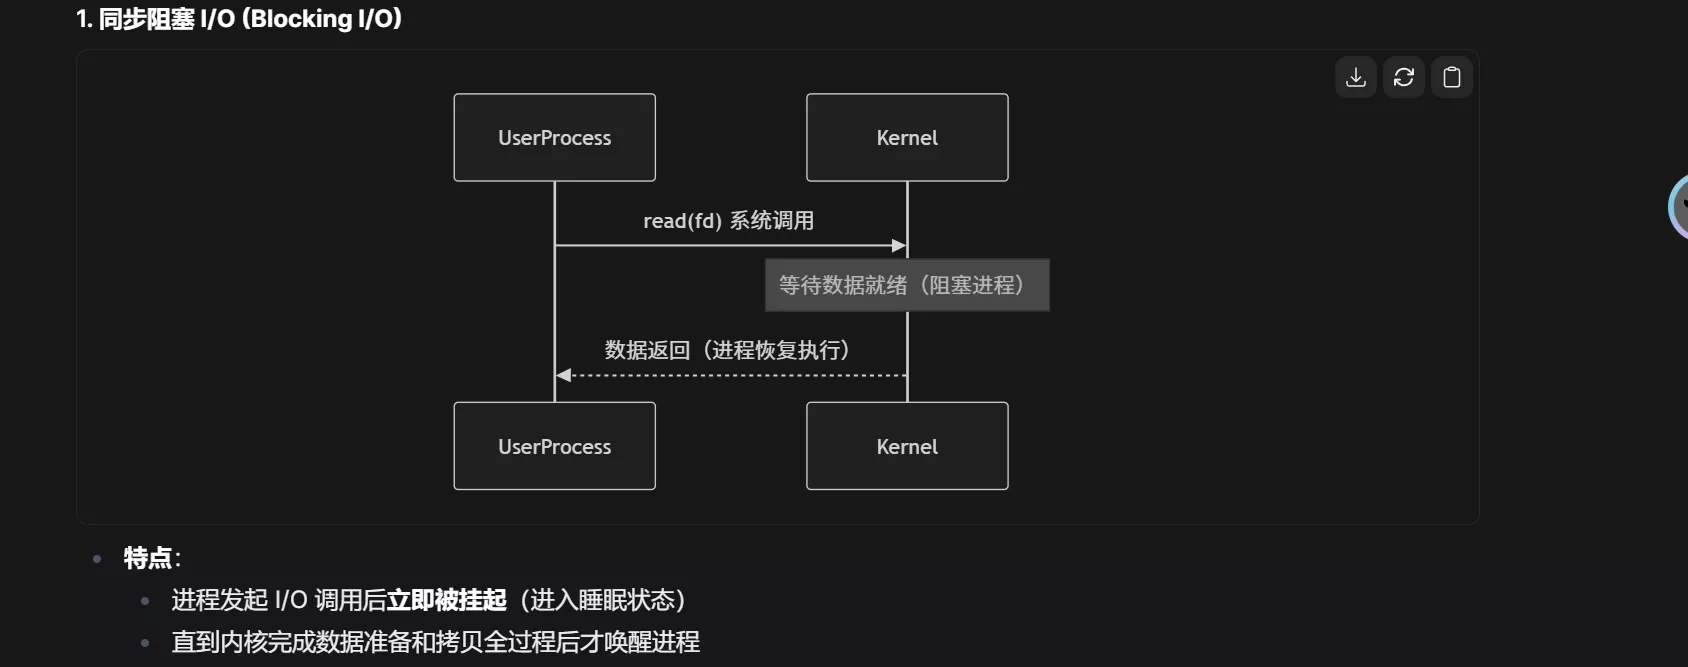 1. 同步阻塞 I/O (Blocking I/O)
UserProcess
Kernel
read(fd) 系统调用
等待数据就绪（阻塞进程）
数据返回（进程恢复执行）
UserProcess
Kernel
特点：
进程发起 I/O 调用后立即被挂起（进入睡眠状态）
直到内核完成数据准备和拷贝全过程后才唤醒进程